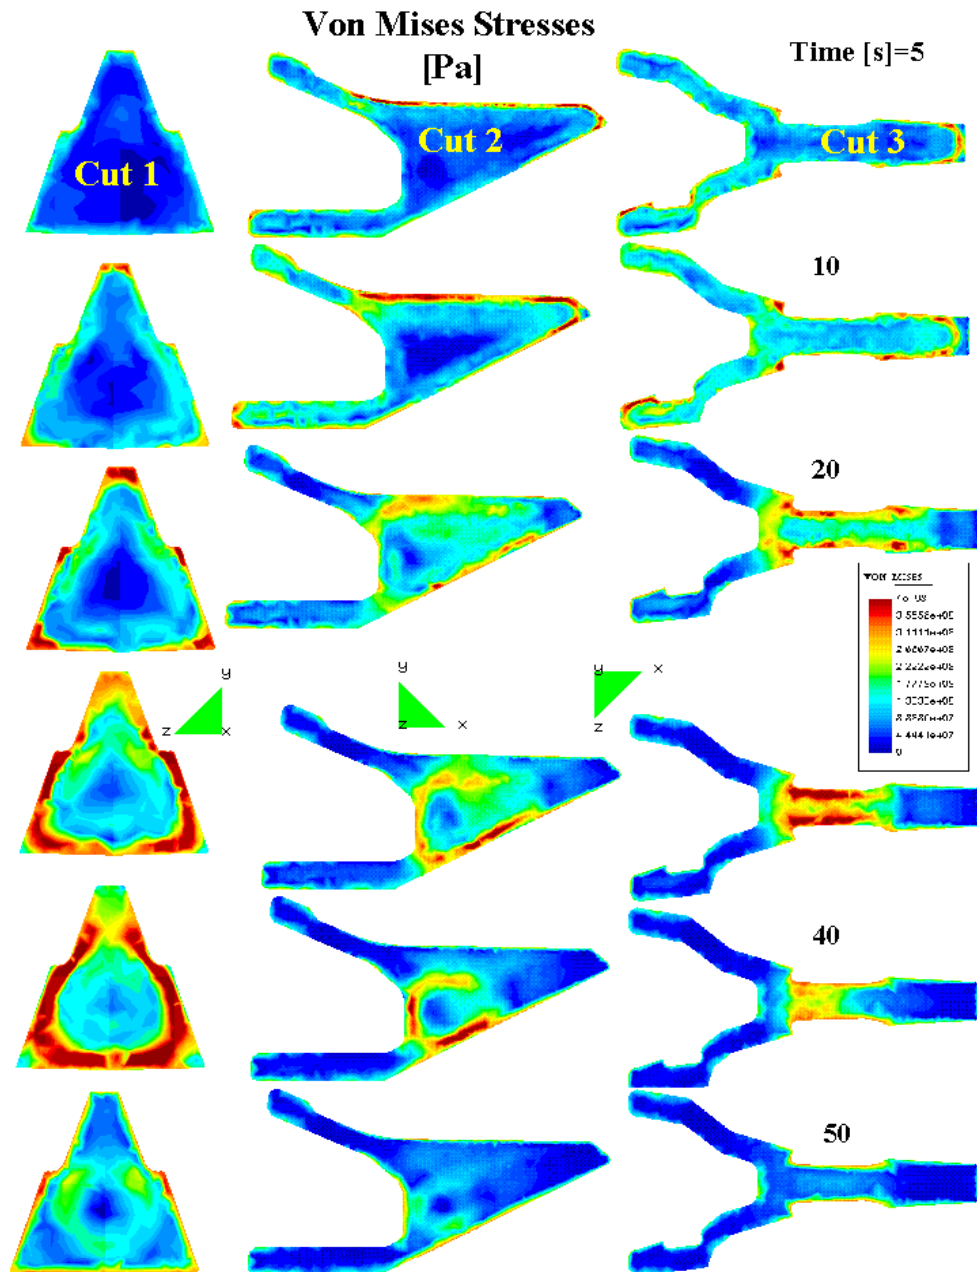 Von Mises Stresses
[Pa]
Time [s]=5
Cut 1
Cut 2
Cut 3
10
20
VON MISES
0
y
z
x
y
z
x
y
x
z
40
50